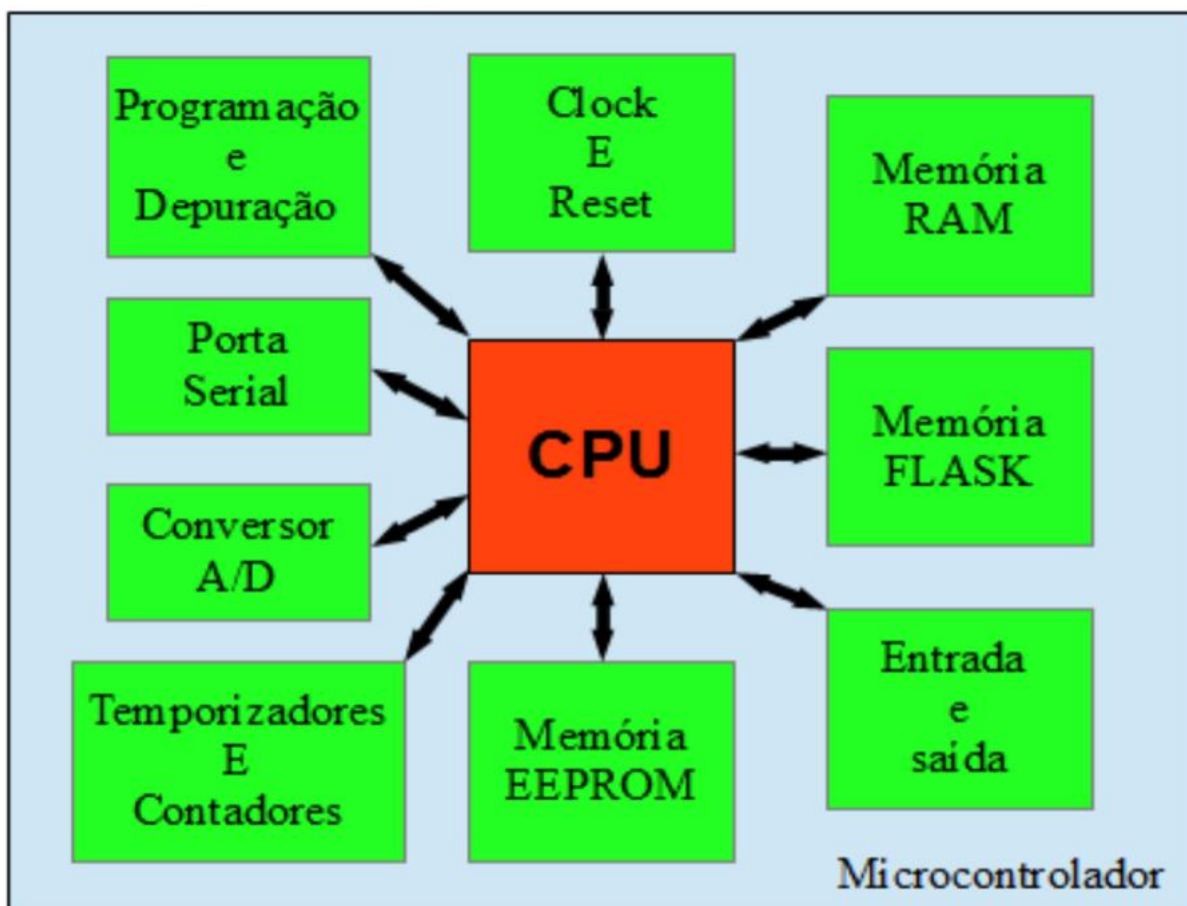 Programação
e
Depuração
Clock
E
Reset
Memória
RAM
Porta
Serial
CPU
Memória
FLASK
Conversor
A/D
Temporizadores
E
Contadores
Memória
EEPROM
Entrada
e
saída
Microcontrolador